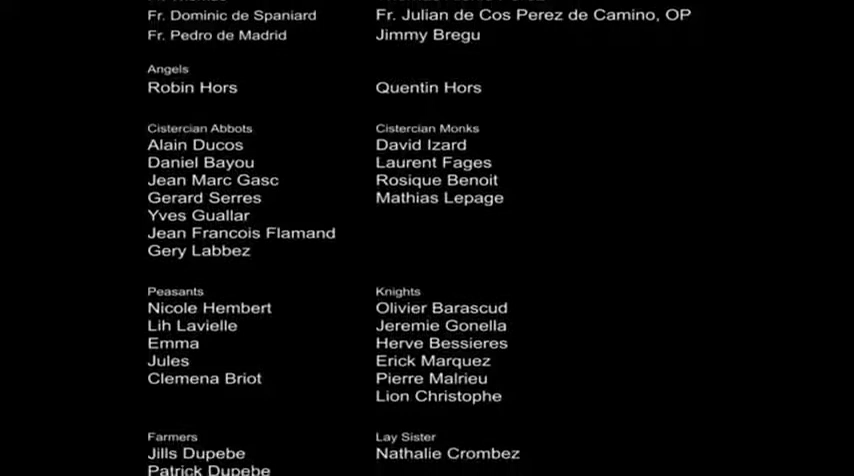 Fr. Dominic de Spaniard Fr. Julian de Cos Perez de Camino, OP
Fr. Pedro de Madrid Jimmy Bregu
Angels
Robin Hors Quentin Hors
Cistercian Abbots
Alain Ducos
Daniel Bayou
Jean Marc Gasc
Gerard Serres
Yves Guallar
Jean Francois Flamand
Gery Labbez
Cistercian Monks
David Izard
Laurent Fages
Rosique Benoit
Mathias Lepage
Peasants
Nicole Hembert
Lih Lavielle
Emma
Jules
Clemena Briot
Knights
Olivier Barascud
Jeremie Gonella
Herve Bessieres
Erick Marquez
Pierre Malrieu
Lion Christophe
Farmers
Jills Dupebe
Patrick Dupebe
Lay Sister
Nathalie Crombez